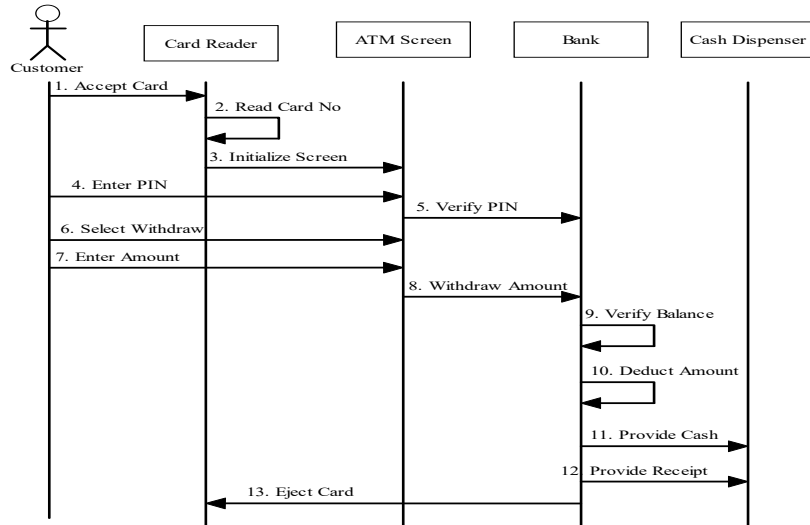 Customer
Card Reader
ATM Screen
Bank
Cash Dispenser
1. Accept Card
2. Read Card No
3. Initialize Screen
4. Enter PIN
5. Verify PIN
6. Select Withdraw
7. Enter Amount
8. Withdraw Amount
9. Verify Balance
10. Deduct Amount
11. Provide Cash
12. Provide Receipt
13. Eject Card